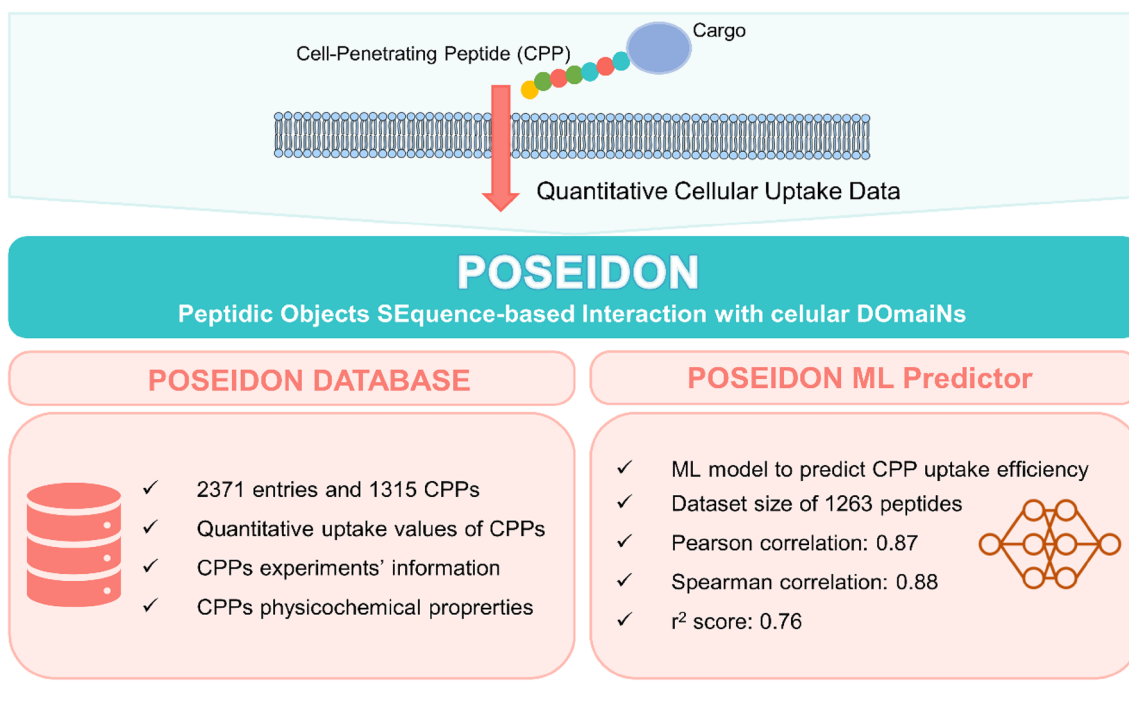 Cargo
Cell-Penetrating Peptide (CPP)
Quantitative Cellular Uptake Data
POSEIDON
Peptidic Objects SEquence-based Interaction with celular DOmaiNs
POSEIDON DATABASE
✓ 2371 entries and 1315 CPPs
✓ Quantitative uptake values of CPPs
✓ CPPs experiments’ information
✓ CPPs physicochemical proprerties
POSEIDON ML Predictor
✓ ML model to predict CPP uptake efficiency
✓ Dataset size of 1263 peptides
✓ Pearson correlation: 0.87
✓ Spearman correlation: 0.88
✓ r² score: 0.76